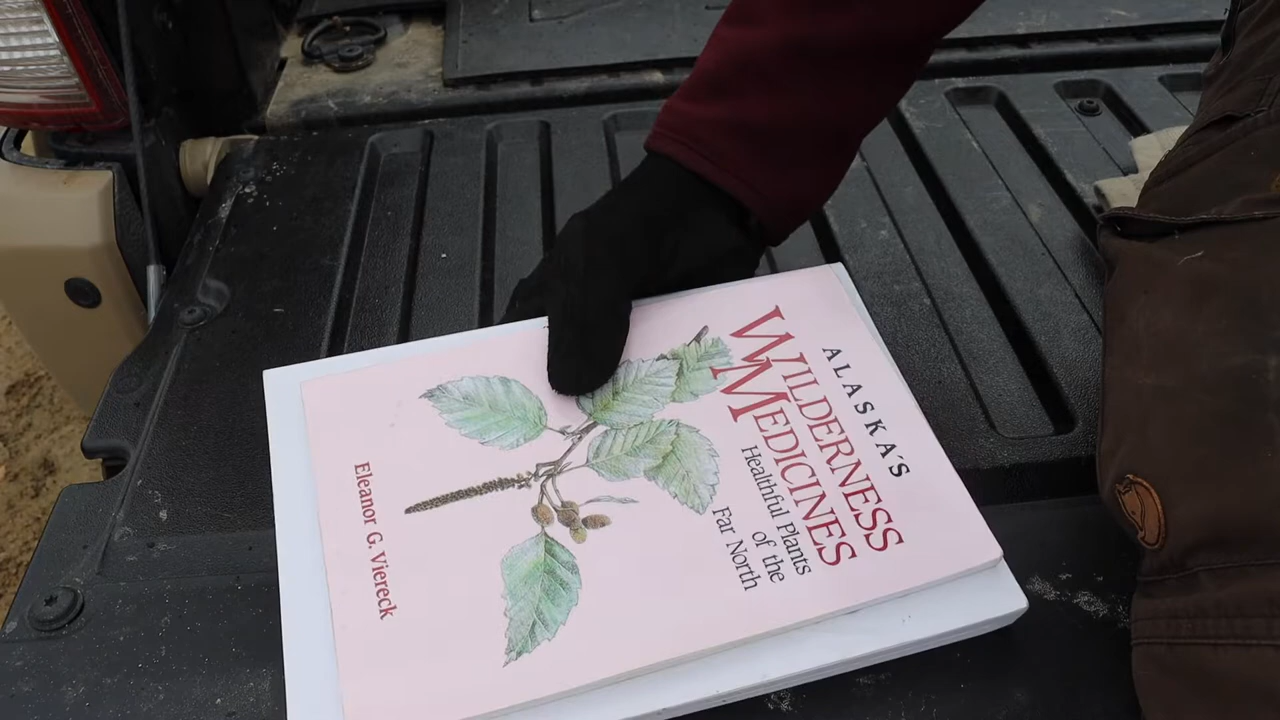 ALASKA'S
WILDERNESS
MEDICINES
Healthful Plants
of the
Far North
Eleanor G. Viereck